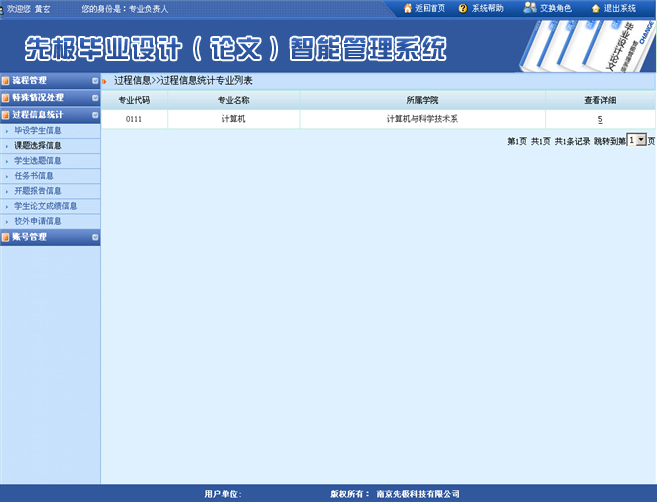 欢迎您 黄玄 您的身份是：专业负责人 返回首页 系统帮助 交换角色 退出系统
先极毕业设计（论文）智能管理系统
毕业设计论文
流程管理
特殊情况处理
过程信息统计
毕设学生信息
课题选择信息
学生选题信息
任务书信息
开题报告信息
学生论文成绩信息
校外申请信息
账号管理
过程信息>>过程信息统计专业列表
专业代码 专业名称 所属学院 查看详细
0111 计算机 计算机与科学技术系 5
第1页 共1页 共1条记录 跳转到第 1 页
用户单位: 版权所有： 南京先极科技有限公司